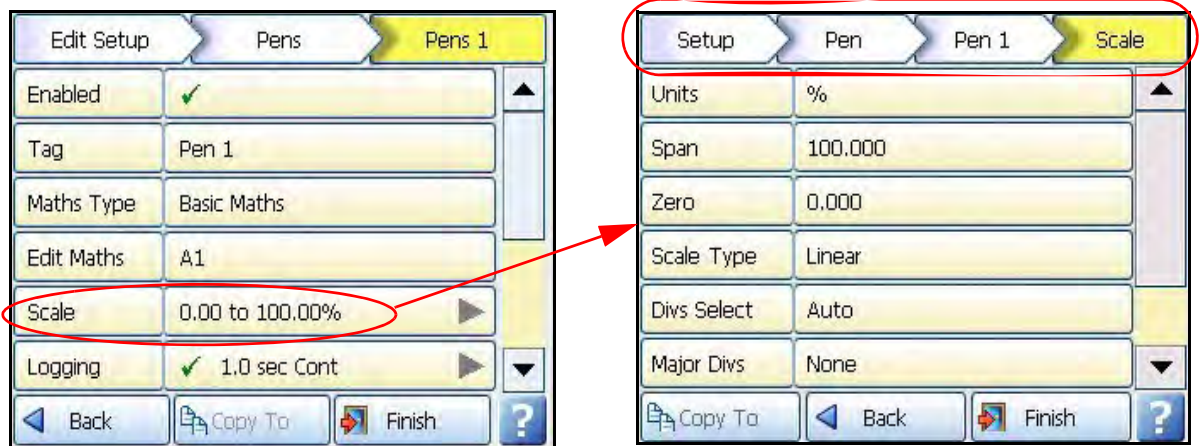 Edit Setup Pens Pens 1
Enabled
Tag Pen 1
Maths Type Basic Maths
Edit Maths A1
Scale 0.00 to 100.00%
Logging 1.0 sec Cont
Back Copy To Finish ?
Setup Pen Pen 1 Scale
Units %
Span 100.000
Zero 0.000
Scale Type Linear
Divs Select Auto
Major Divs None
Copy To Back Finish ?